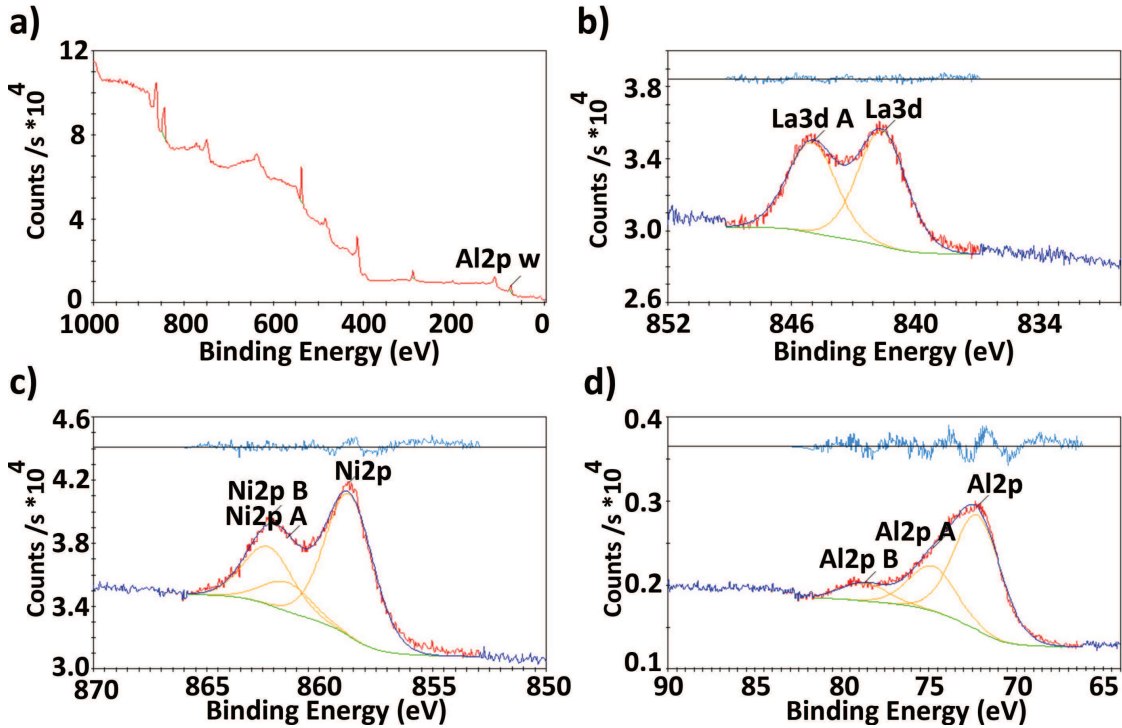 a)
12
8
4
0
Counts /s *10^4
Al2p w
1000 800 600 400 200 0
Binding Energy (eV)
b)
3.8
3.4
3.0
2.6
Counts /s *10^4
La3d A La3d
852 846 840 834
Binding Energy (eV)
c)
4.6
4.2
3.8
3.4
3.0
Counts /s *10^4
Ni2p B
Ni2p A
Ni2p
870 865 860 855 850
Binding Energy (eV)
d)
0.4
0.3
0.2
0.1
Counts /s *10^4
Al2p
Al2p A
Al2p B
90 85 80 75 70 65
Binding Energy (eV)